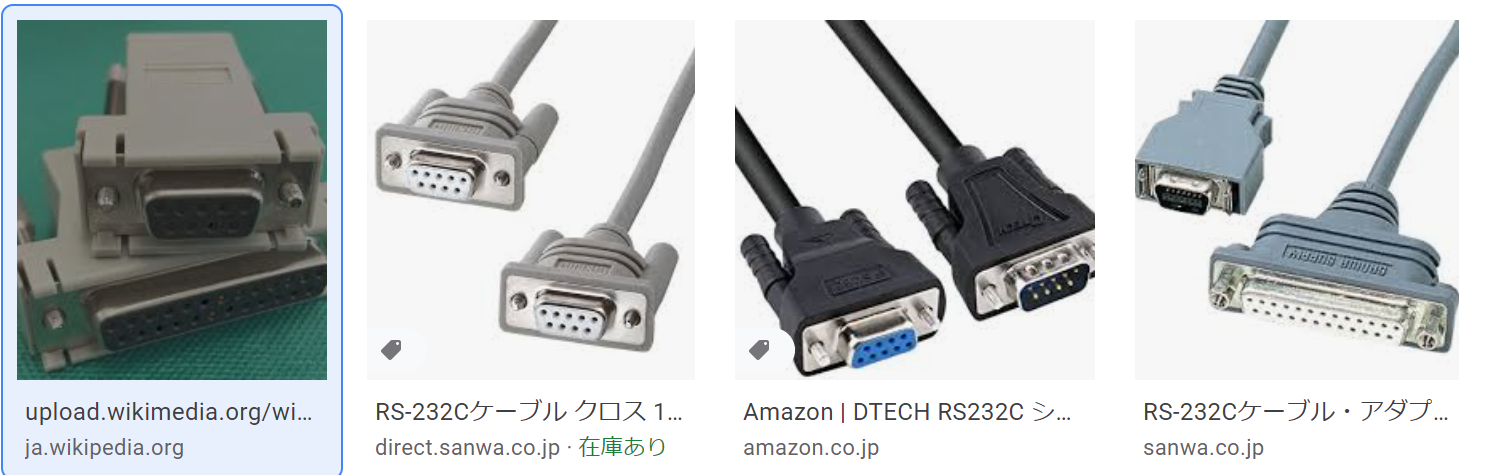 upload.wikimedia.org/wi...
ja.wikipedia.org
RS-232Cケーブル クロス 1...
direct.sanwa.co.jp · 在庫あり
Amazon | DTECH RS232C シ...
amazon.co.jp
RS-232Cケーブル・アダプ...
sanwa.co.jp